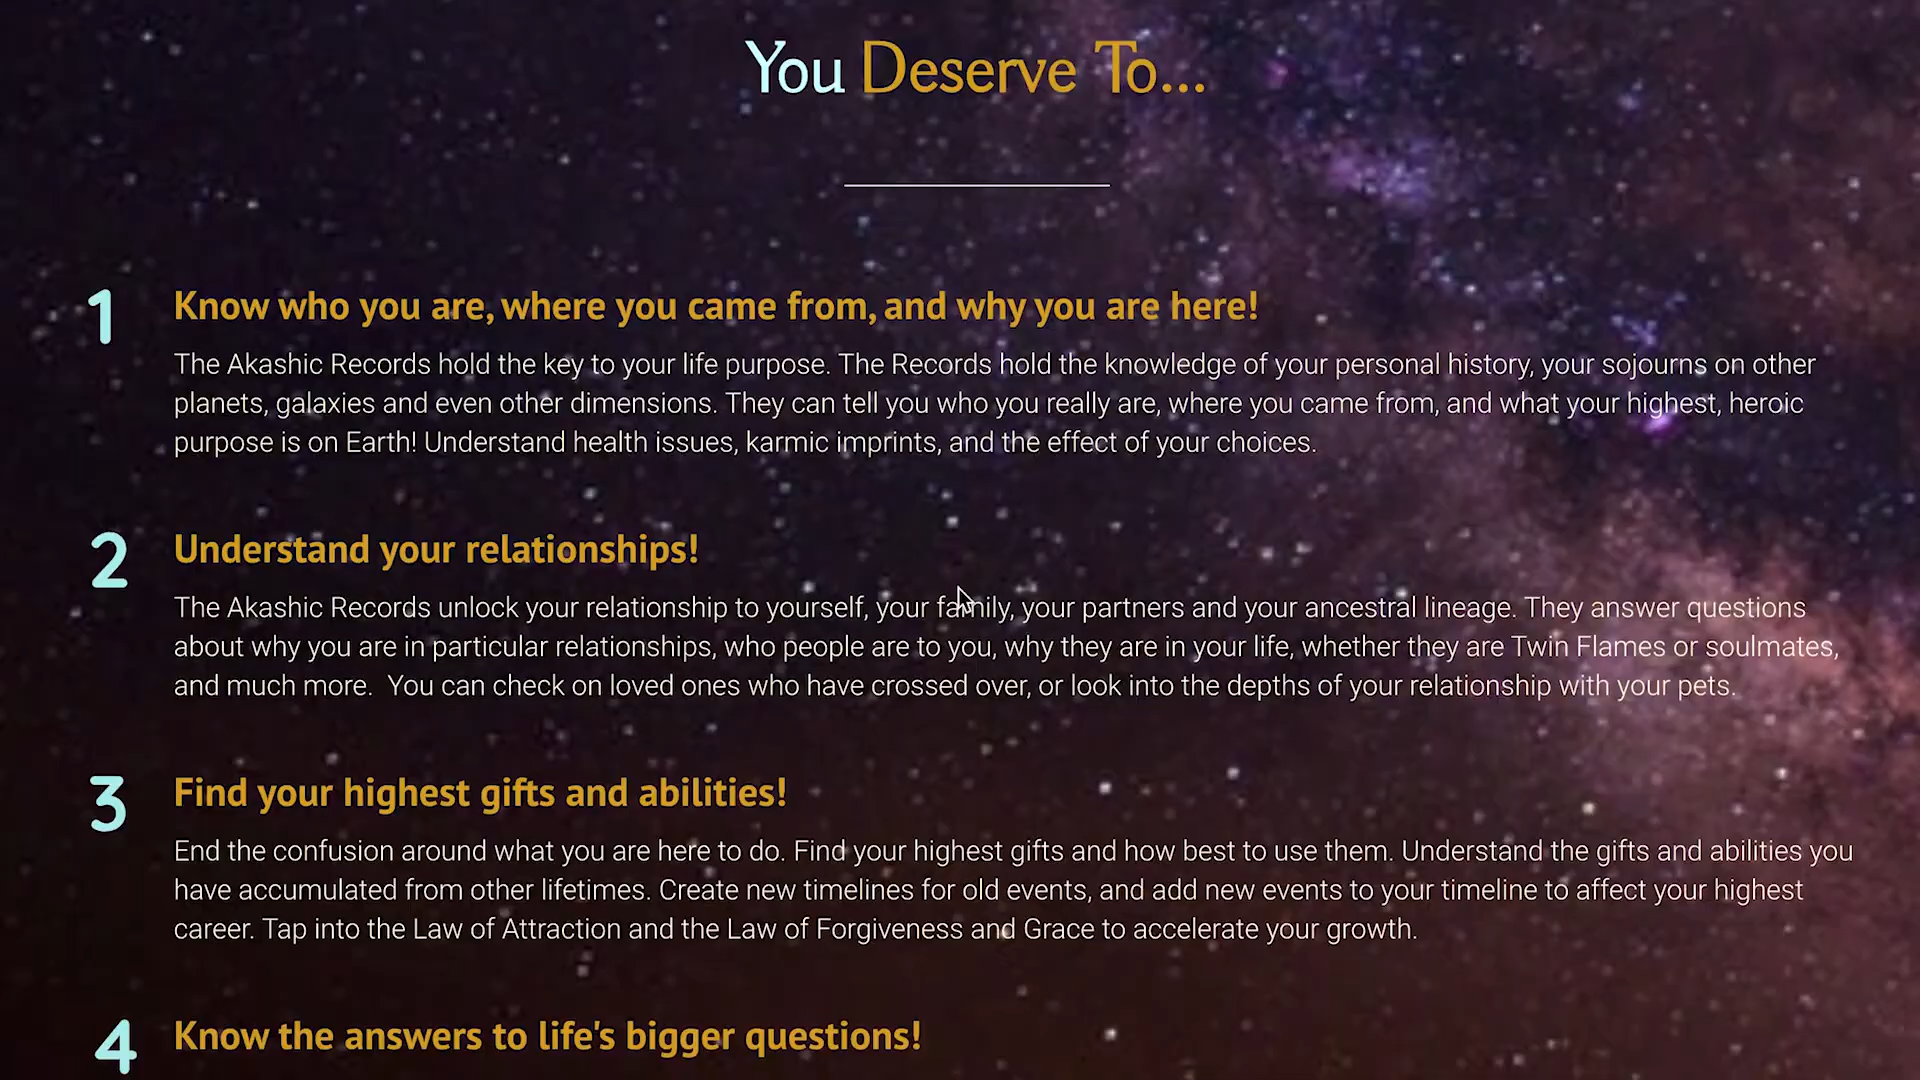 You Deserve To...
1
Know who you are, where you came from, and why you are here!
The Akashic Records hold the key to your life purpose. The Records hold the knowledge of your personal history, your sojourns on other
planets, galaxies and even other dimensions. They can tell you who you really are, where you came from, and what your highest, heroic
purpose is on Earth! Understand health issues, karmic imprints, and the effect of your choices.
2
Understand your relationships!
The Akashic Records unlock your relationship to yourself, your family, your partners and your ancestral lineage. They answer questions
about why you are in particular relationships, who people are to you, why they are in your life, whether they are Twin Flames or soulmates,
and much more.  You can check on loved ones who have crossed over, or look into the depths of your relationship with your pets.
3
Find your highest gifts and abilities!
End the confusion around what you are here to do. Find your highest gifts and how best to use them. Understand the gifts and abilities you
have accumulated from other lifetimes. Create new timelines for old events, and add new events to your timeline to affect your highest
career. Tap into the Law of Attraction and the Law of Forgiveness and Grace to accelerate your growth.
4
Know the answers to life's bigger questions!